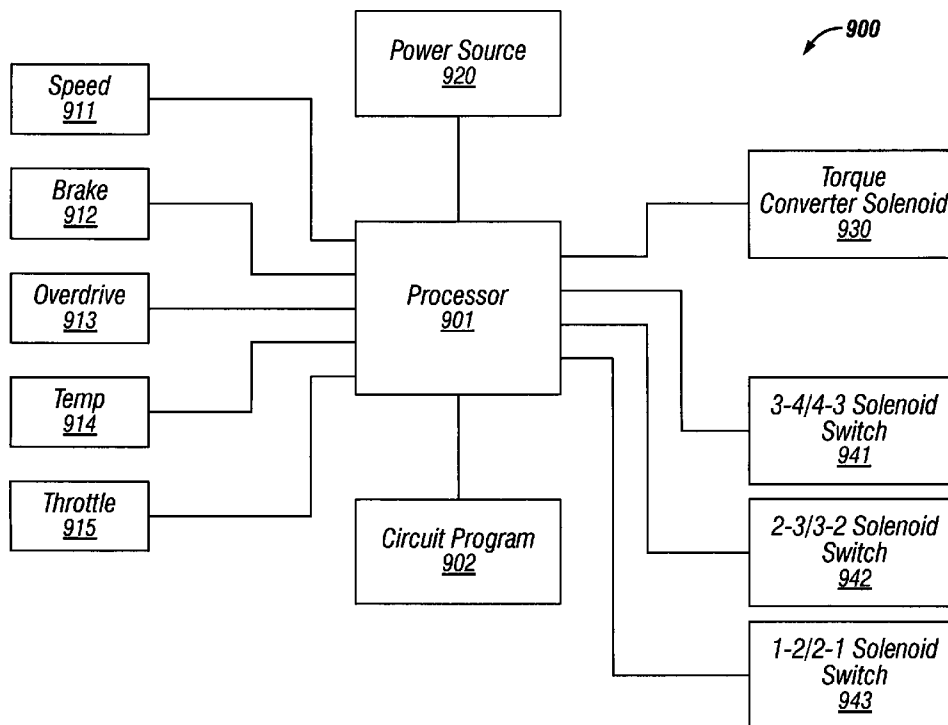 900
Power Source
920
Speed
911
Brake
912
Overdrive
913
Temp
914
Throttle
915
Processor
901
Circuit Program
902
Torque
Converter Solenoid
930
3-4/4-3 Solenoid
Switch
941
2-3/3-2 Solenoid
Switch
942
1-2/2-1 Solenoid
Switch
943